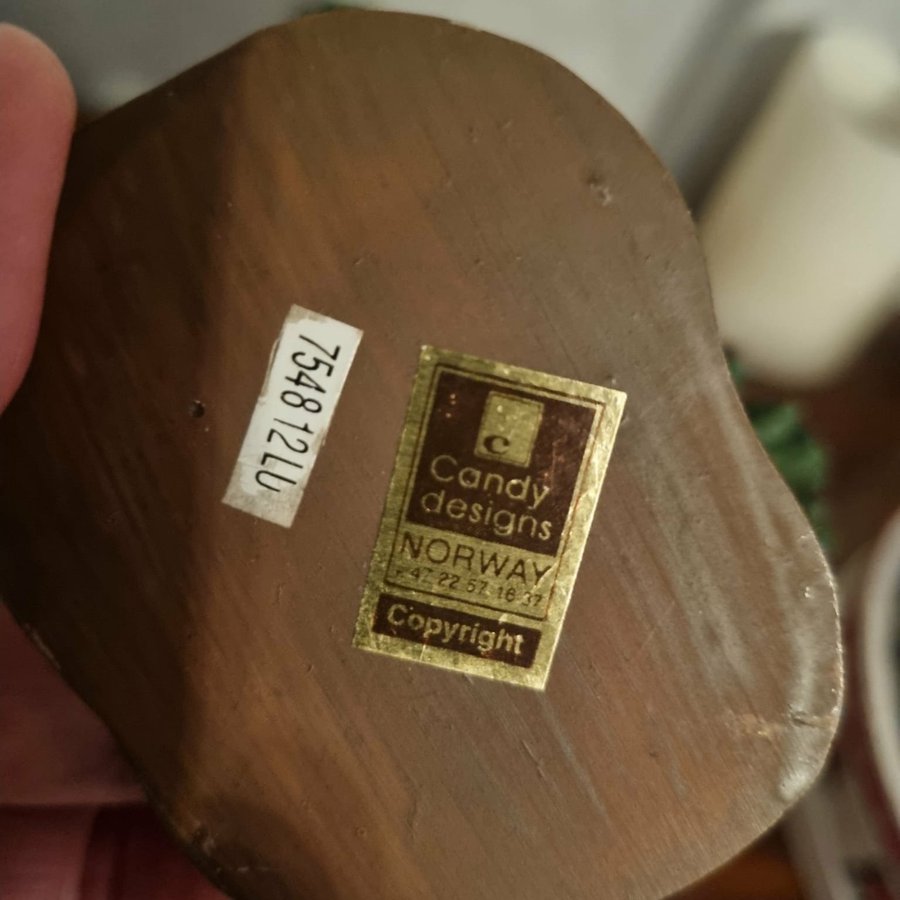 754812LU
c
Candy
designs
NORWAY
47 22 57 16 37
Copyright